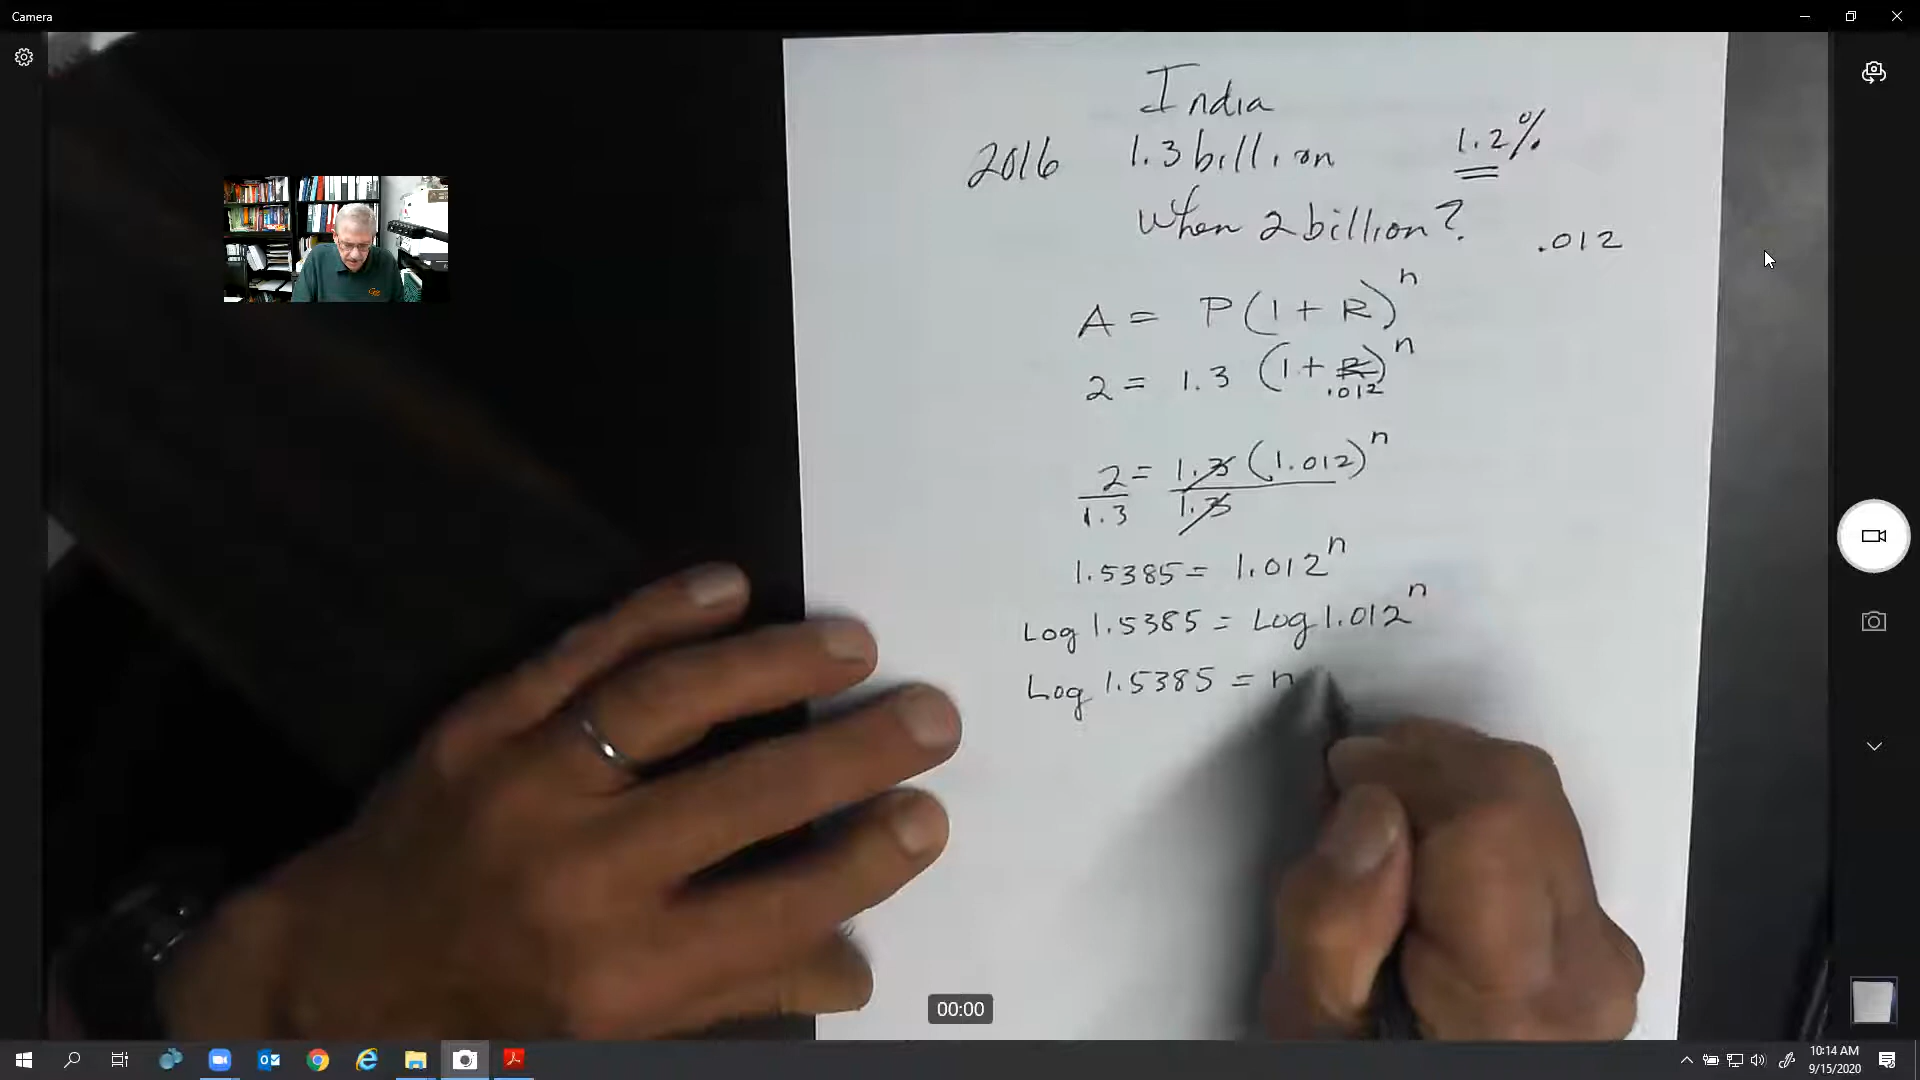 Camera
India
2016 1.3 billion 1.2%
When 2 billion?
.012
A = P(1 + R)^n
2 = 1.3 (1 + R)^n
.012
2 = 1.3 (1.012)^n
1.3 1.3
1.5385 = 1.012^n
Log 1.5385 = Log 1.012^n
Log 1.5385 = n
00:00
10:14 AM
9/15/2020